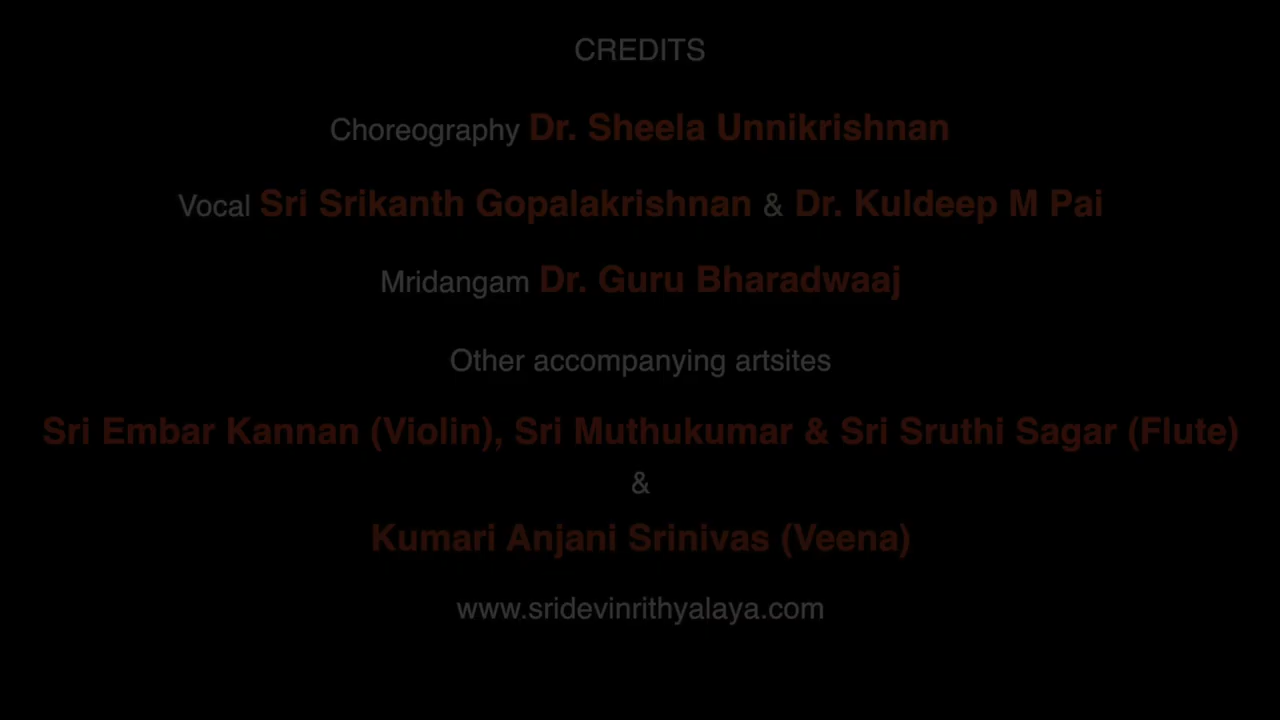 CREDITS
Choreography Dr. Sheela Unnikrishnan
Vocal Sri Srikanth Gopalakrishnan & Dr. Kuldeep M Pai
Mridangam Dr. Guru Bharadwaaj
Other accompanying artsites
Sri Embar Kannan (Violin), Sri Muthukumar & Sri Sruthi Sagar (Flute)
&
Kumari Anjani Srinivas (Veena)
www.sridevinrithyalaya.com